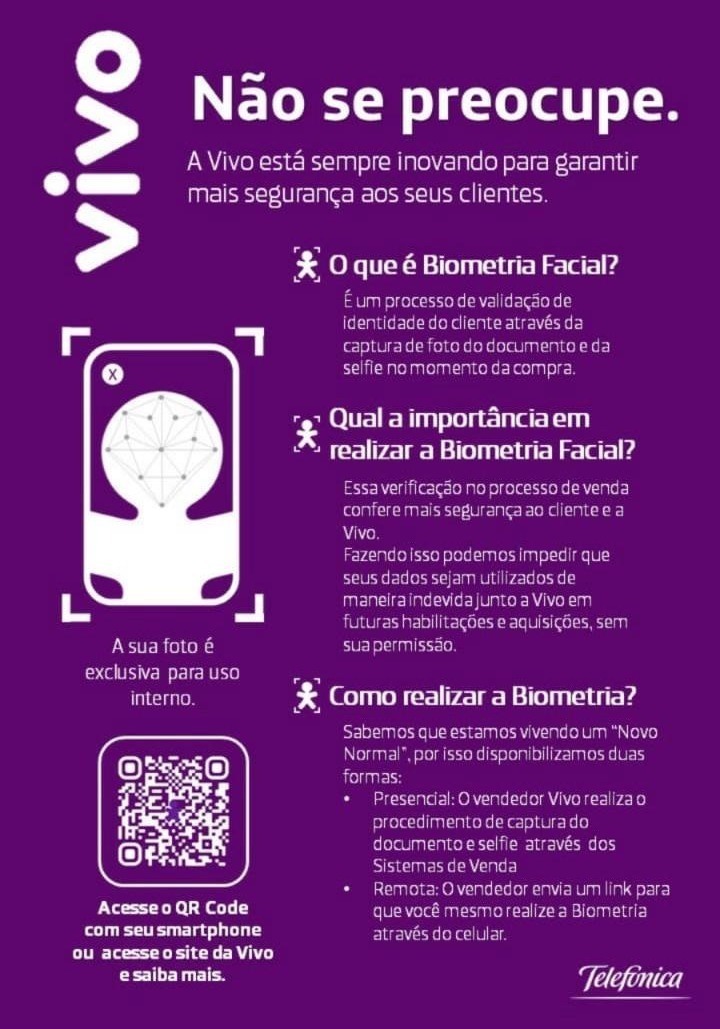 vivo
Não se preocupe.
A Vivo está sempre inovando para garantir
mais segurança aos seus clientes.
O que é Biometria Facial?
É um processo de validação de
identidade do cliente através da
captura de foto do documento e da
selfie no momento da compra.
Qual a importância em
realizar a Biometria Facial?
Essa verificação no processo de venda
confere mais segurança ao cliente e a
Vivo.
Fazendo isso podemos impedir que
seus dados sejam utilizados de
maneira indevida junto a Vivo em
futuras habilitações e aquisições, sem
sua permissão.
Como realizar a Biometria?
Sabemos que estamos vivendo um “Novo
Normal”, por isso disponibilizamos duas
formas:
• Presencial: O vendedor Vivo realiza o
procedimento de captura do
documento e selfie através dos
Sistemas de Venda
• Remota: O vendedor envia um link para
que você mesmo realize a Biometria
através do celular.
X
A sua foto é
exclusiva para uso
interno.
Acesse o QR Code
com seu smartphone
ou acesse o site da Vivo
e saiba mais.
Telefónica